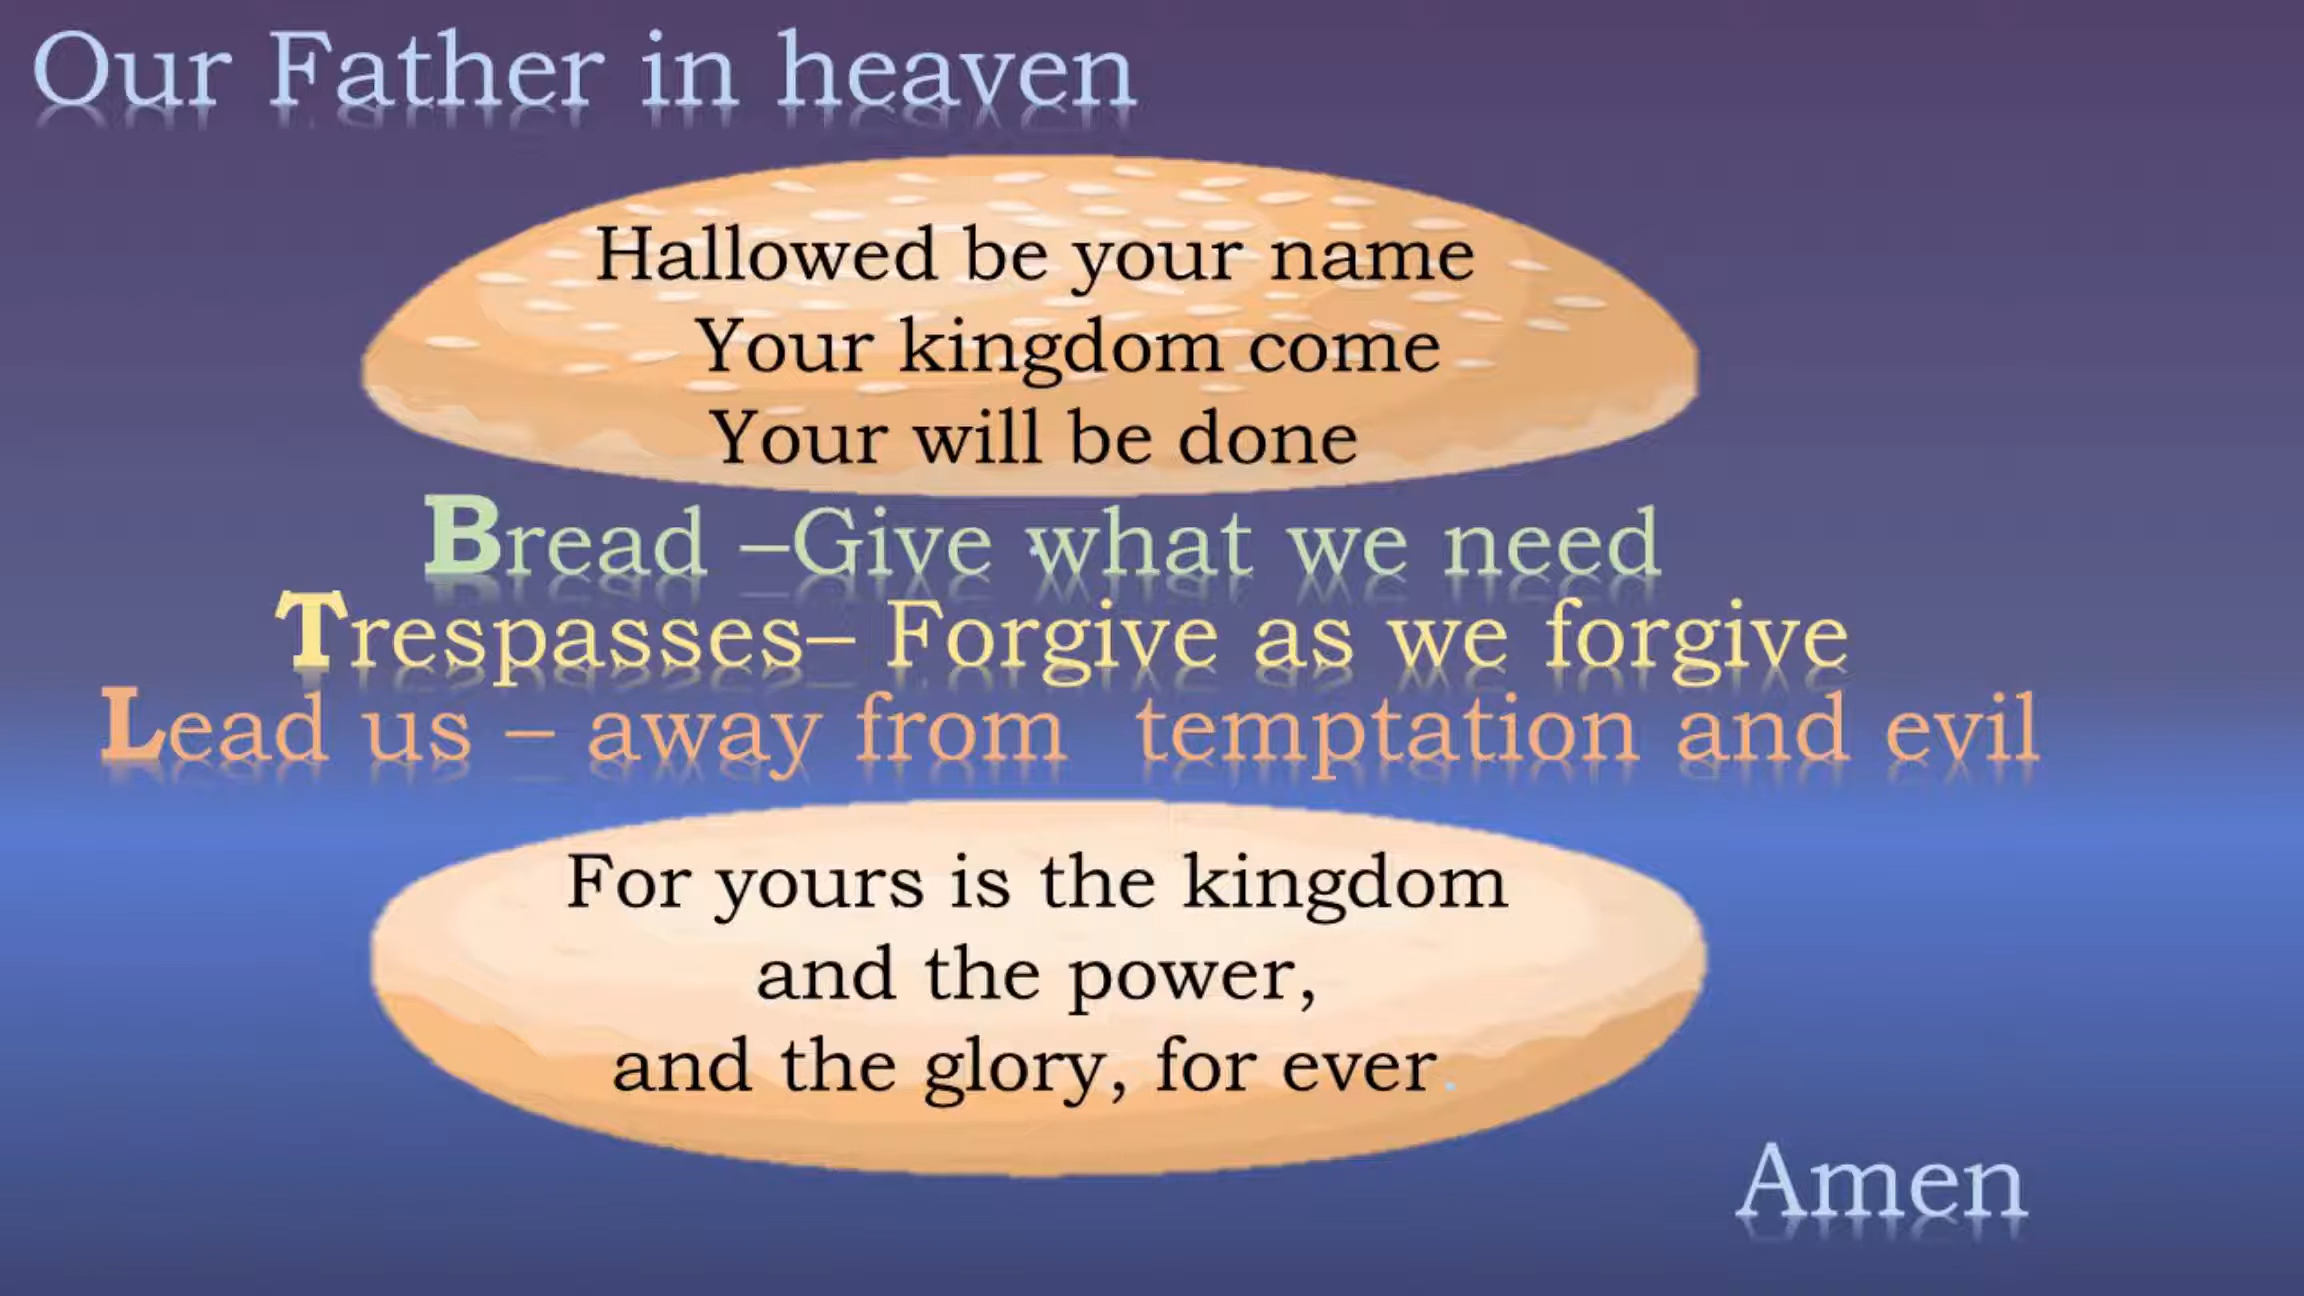 Our Father in heaven
Hallowed be your name
Your kingdom come
Your will be done
Bread –Give what we need
Trespasses– Forgive as we forgive
Lead us – away from temptation and evil
For yours is the kingdom
and the power,
and the glory, for ever.
Amen